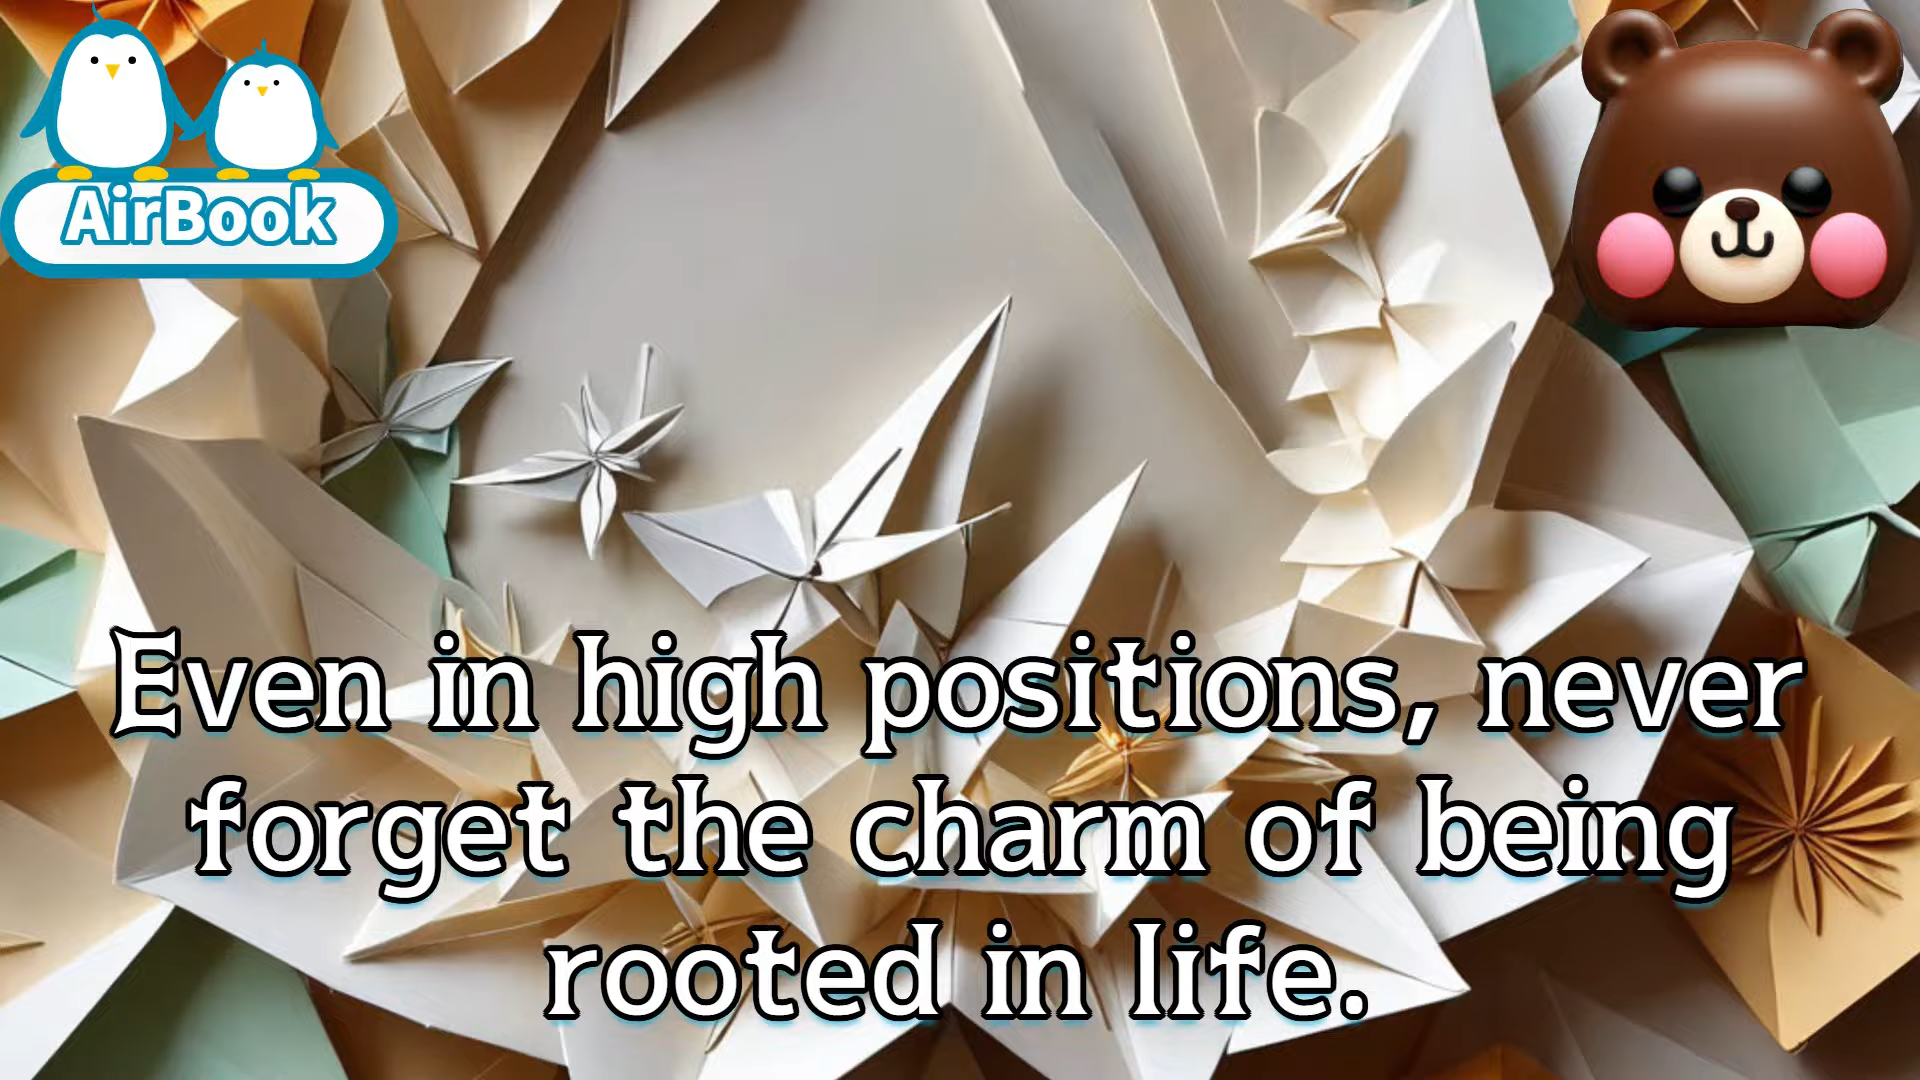 AirBook
Even in high positions, never
forget the charm of being
rooted in life.